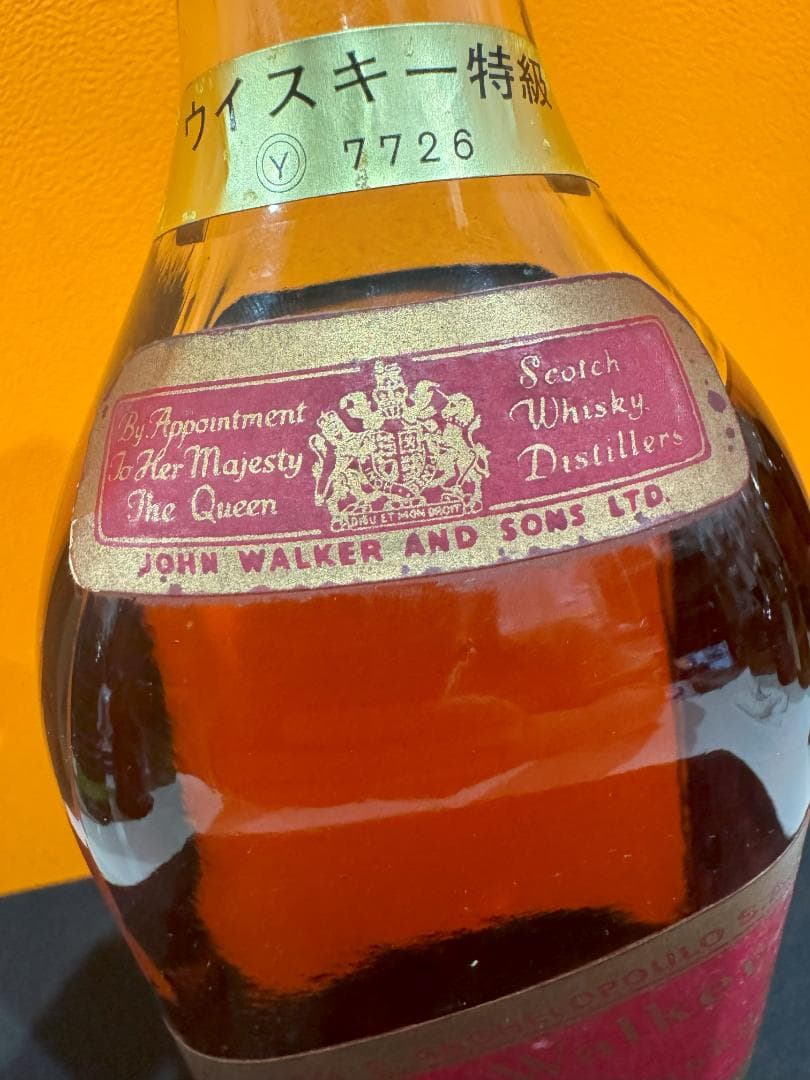 ウイスキー特級
Y 7726
By Appointment
To Her Majesty
The Queen
Scotch
Whisky
Distillers
DIEU ET MON DROIT
JOHN WALKER AND SONS LTD.
Walker